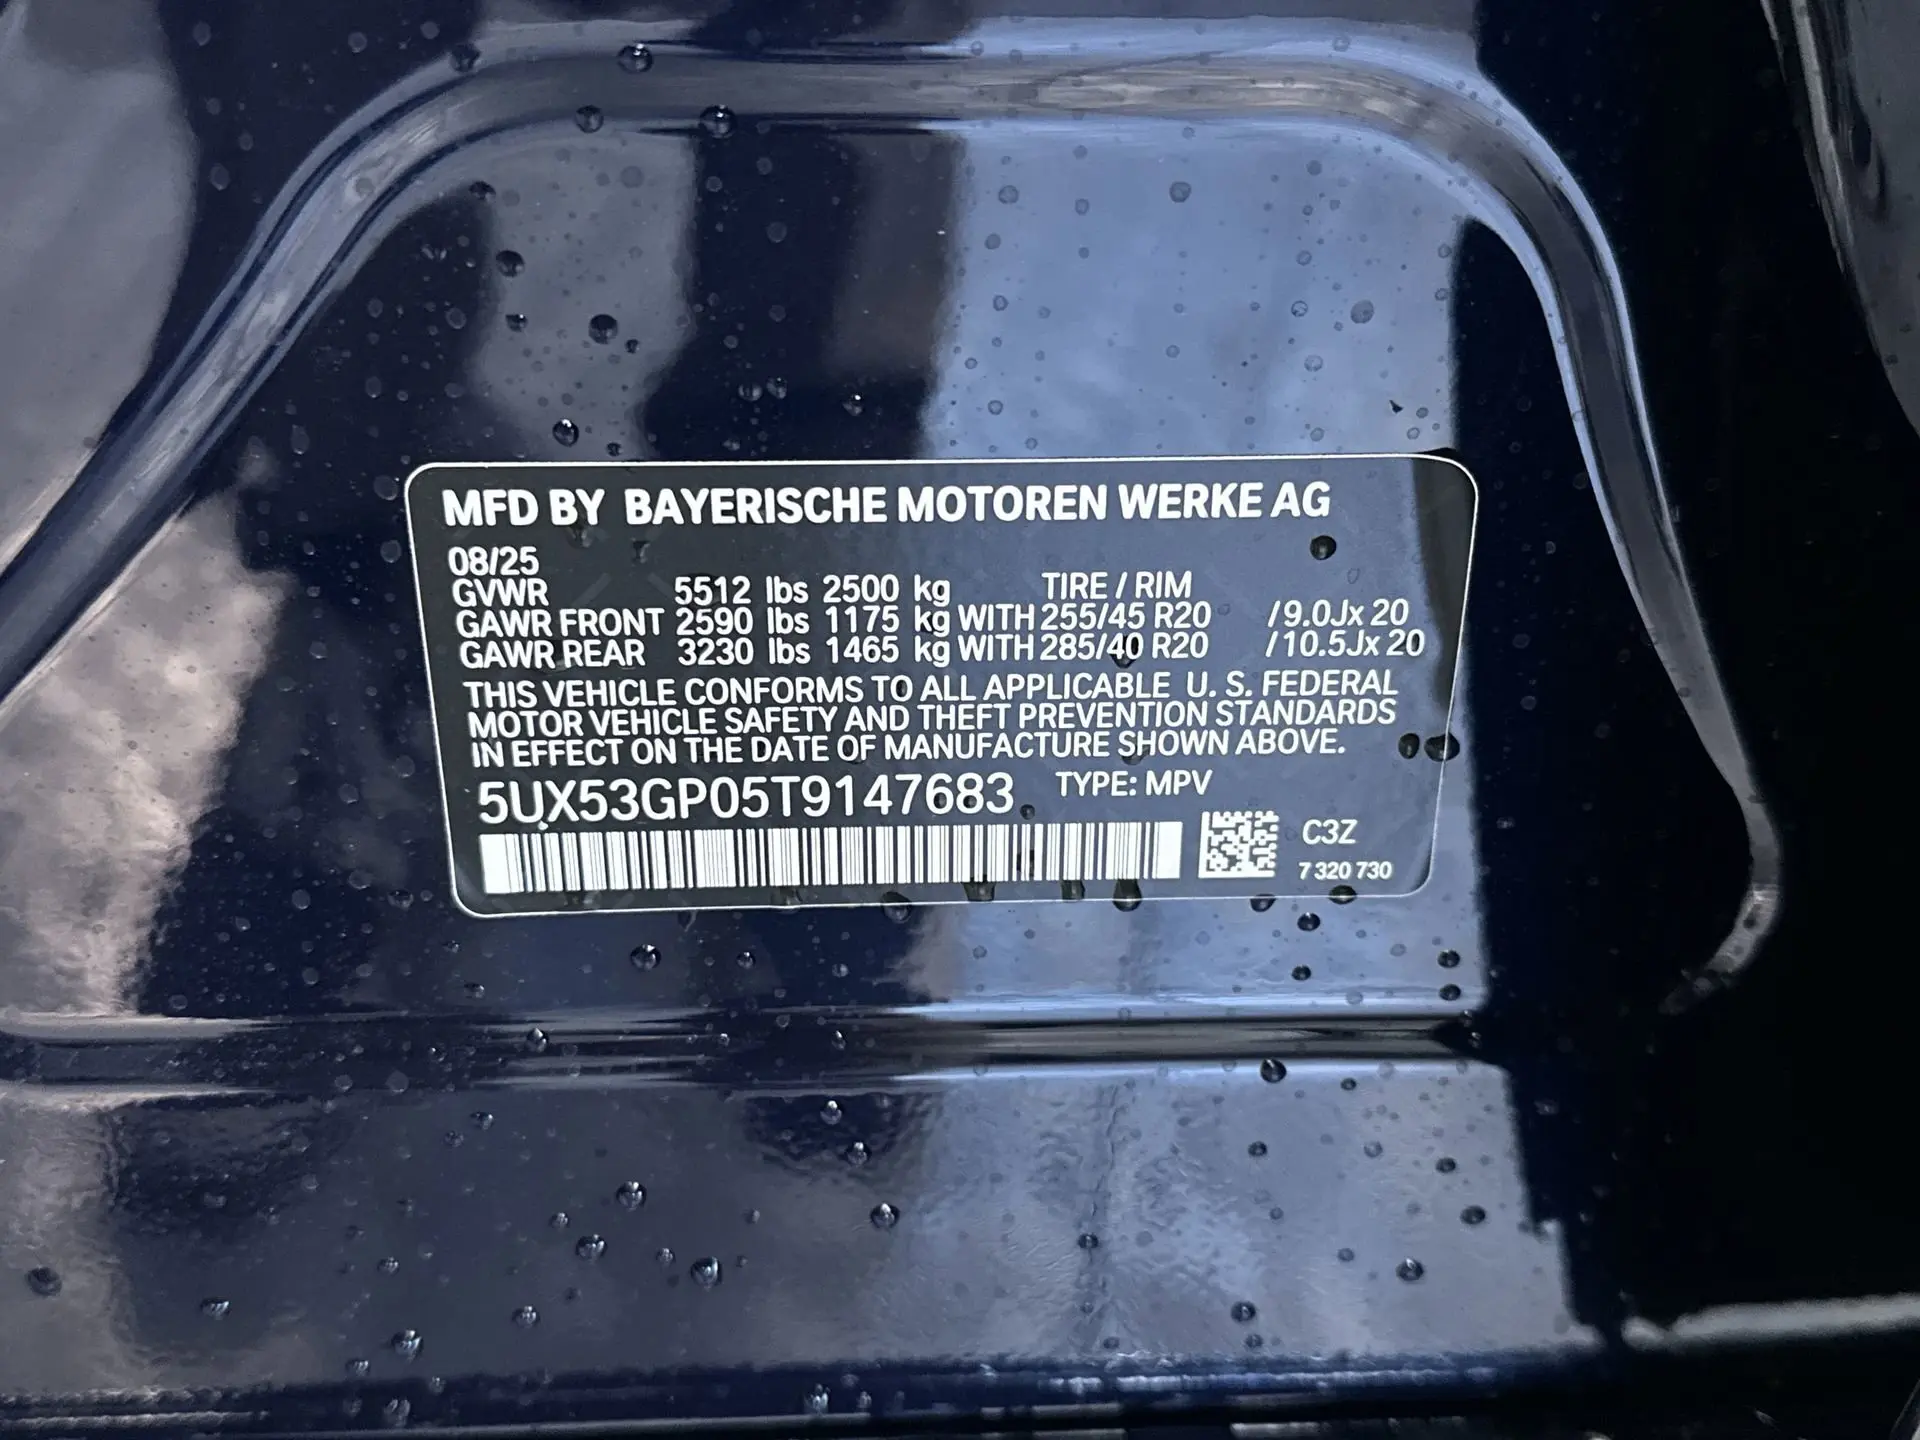 MFD BY BAYERISCHE MOTOREN WERKE AG
08/25
GVWR 5512 lbs 2500 kg TIRE / RIM
GAWR FRONT 2590 lbs 1175 kg WITH 255/45 R20 /9.0Jx 20
GAWR REAR 3230 lbs 1465 kg WITH 285/40 R20 /10.5Jx 20
THIS VEHICLE CONFORMS TO ALL APPLICABLE U. S. FEDERAL
MOTOR VEHICLE SAFETY AND THEFT PREVENTION STANDARDS
IN EFFECT ON THE DATE OF MANUFACTURE SHOWN ABOVE.
5UX53GP05T9147683 TYPE: MPV
C3Z
7 320 730